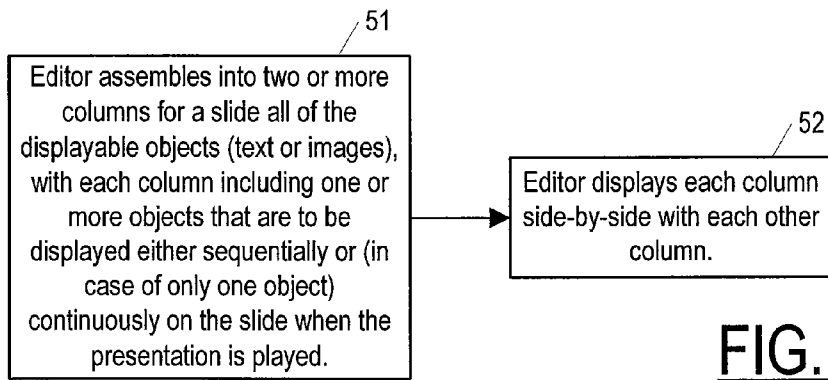 51
Editor assembles into two or more
columns for a slide all of the
displayable objects (text or images),
with each column including one or
more objects that are to be
displayed either sequentially or (in
case of only one object)
continuously on the slide when the
presentation is played.
52
Editor displays each column
side-by-side with each other
column.
FIG.